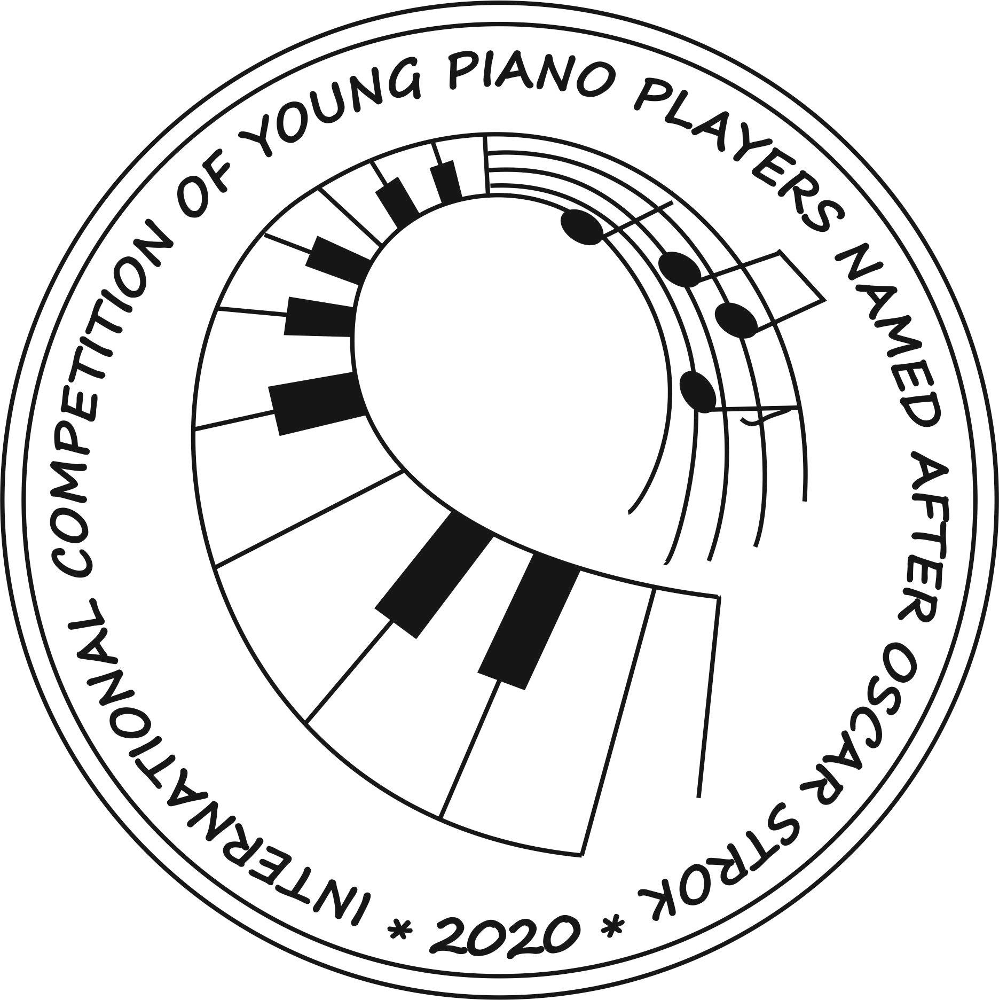 INTERNATIONAL COMPETITION OF YOUNG PIANO PLAYERS NAMED AFTER OSCAR STROK
* 2020 *